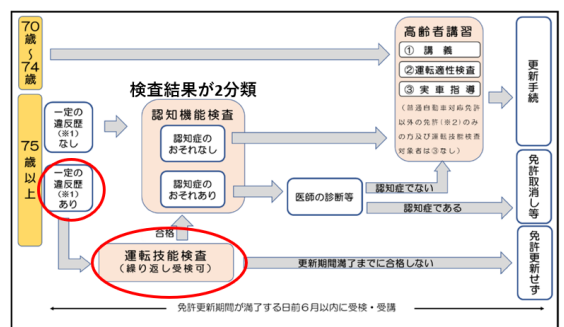 70
歳
～
74
歳
75
歳
以
上
検査結果が2分類
一定の
違反歴
(※1)
なし
一定の
違反歴
(※1)
あり
認知機能検査
認知症の
おそれなし
認知症の
おそれあり
合格
運転技能検査
(繰り返し受検可)
医師の診断等
認知症でない
認知症である
更新期間満了までに合格しない
高齢者講習
① 講 義
②運転適性検査
③ 実車指導
(普通自動車対応免許
以外の免許(※2)のみ
の方及び運転技能検査
対象者は③なし)
更新手続
免許取消し等
免許更新せず
免許更新期間が満了する日前6月以内に受検・受講